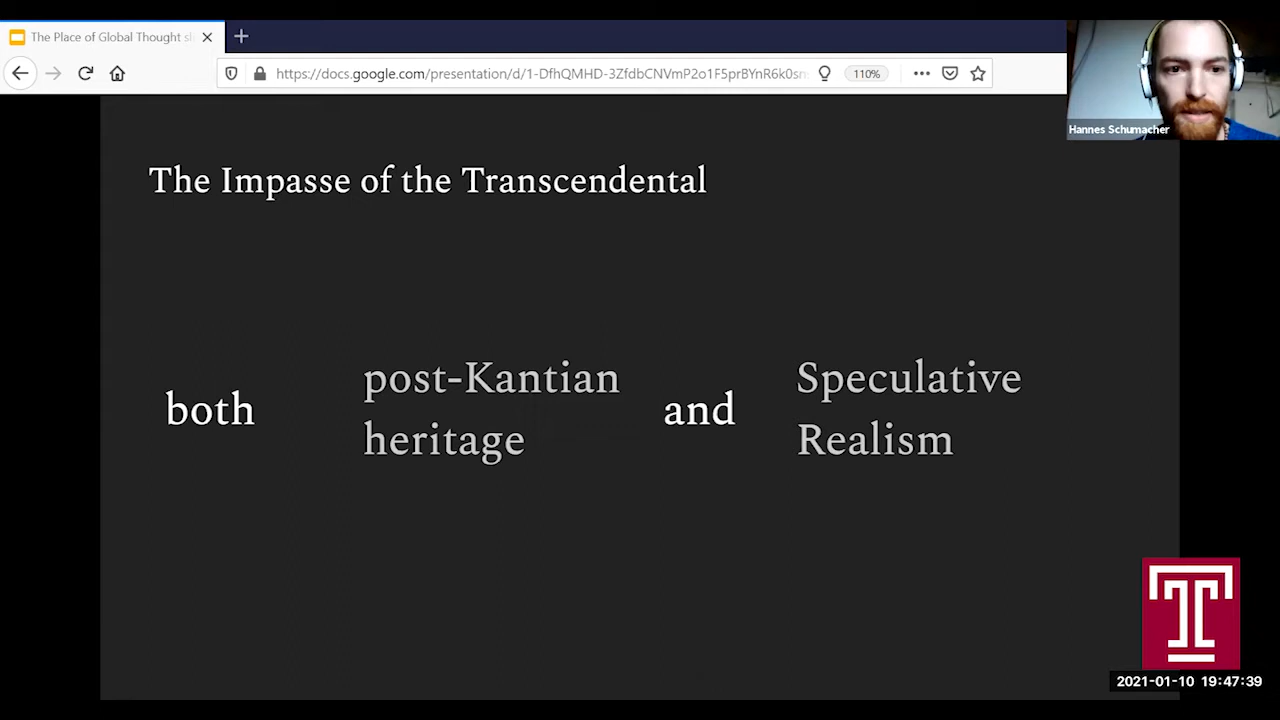 The Place of Global Thought sl
https://docs.google.com/presentation/d/1-DfhQMHD-3ZfdbCNVmP2o1F5prBYnR6k0sn
110%
Hannes Schumacher
The Impasse of the Transcendental
both
post-Kantian
heritage
and
Speculative
Realism
T
2021-01-10 19:47:39